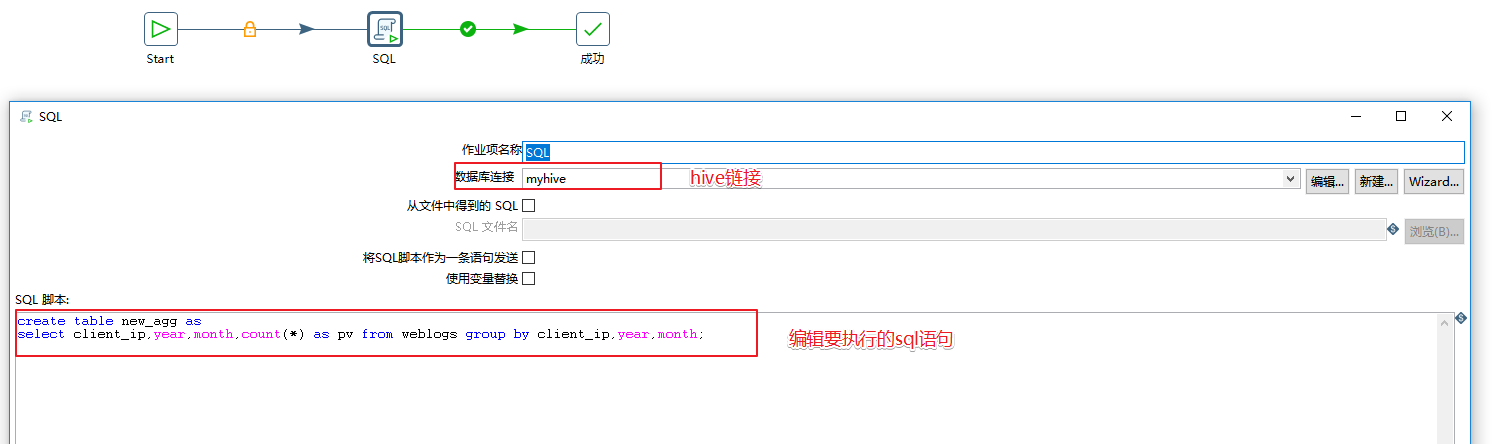 SQL
Start
SQL
成功
SQL
作业项名称 SQL
数据库连接 myhive hive链接 编辑... 新建... Wizard...
从文件中得到的 SQL
SQL 文件名 浏览(B)...
将SQL脚本作为一条语句发送
使用变量替换
SQL 脚本:
create table new_agg as
select client_ip,year,month,count(*) as pv from weblogs group by client_ip,year,month;
编辑要执行的sql语句